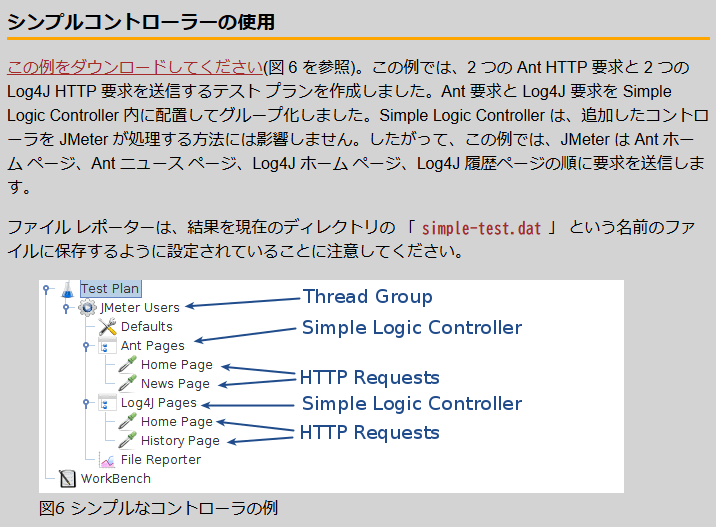 シンプルコントローラーの使用
この例をダウンロードしてください(図 6 を参照)。この例では、2 つの Ant HTTP 要求と 2 つの
Log4J HTTP 要求を送信するテスト プランを作成しました。Ant 要求と Log4J 要求を Simple
Logic Controller 内に配置してグループ化しました。Simple Logic Controller は、追加したコントロ
ーラを JMeter が処理する方法には影響しません。したがって、この例では、JMeter は Ant ホー
ム ページ、Ant ニュース ページ、Log4J ホーム ページ、Log4J 履歴ページの順に要求を送信しま
す。
ファイル レポーターは、結果を現在のディレクトリの 「 simple-test.dat 」 という名前のファ
イルに保存するように設定されていることに注意してください。
Test Plan
JMeter Users Thread Group
Defaults
Ant Pages Simple Logic Controller
Home Page
News Page HTTP Requests
Log4J Pages Simple Logic Controller
Home Page
History Page HTTP Requests
File Reporter
WorkBench
図6 シンプルなコントローラの例